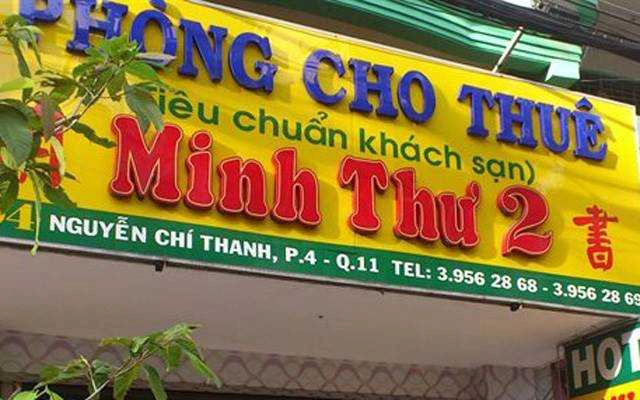 PHÒNG CHO THUÊ
iêu chuẩn khách sạn)
Minh Thư 2 書
4 NGUYỄN CHÍ THANH, P.4 - Q.11 TEL: 3.956 28 68 - 3.956 28 69
HOT